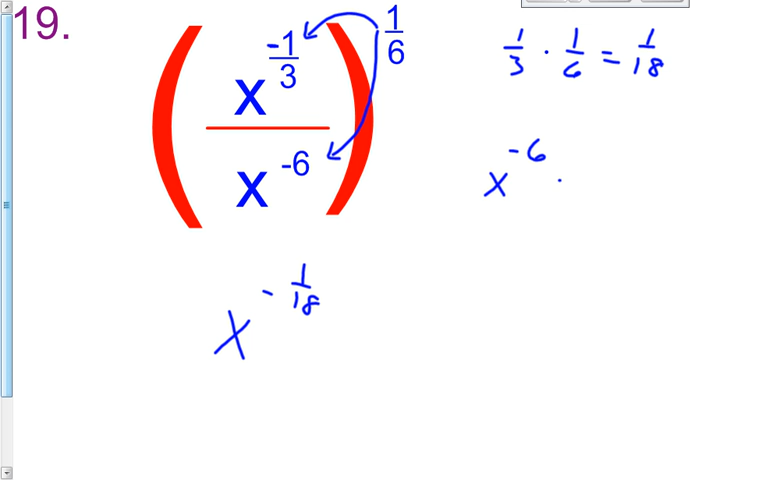 19.
(x^(-1/3) / x^(-6))^(1/6)
1/3 · 1/6 = 1/18
x^(-6) ·
x^(-1/18)